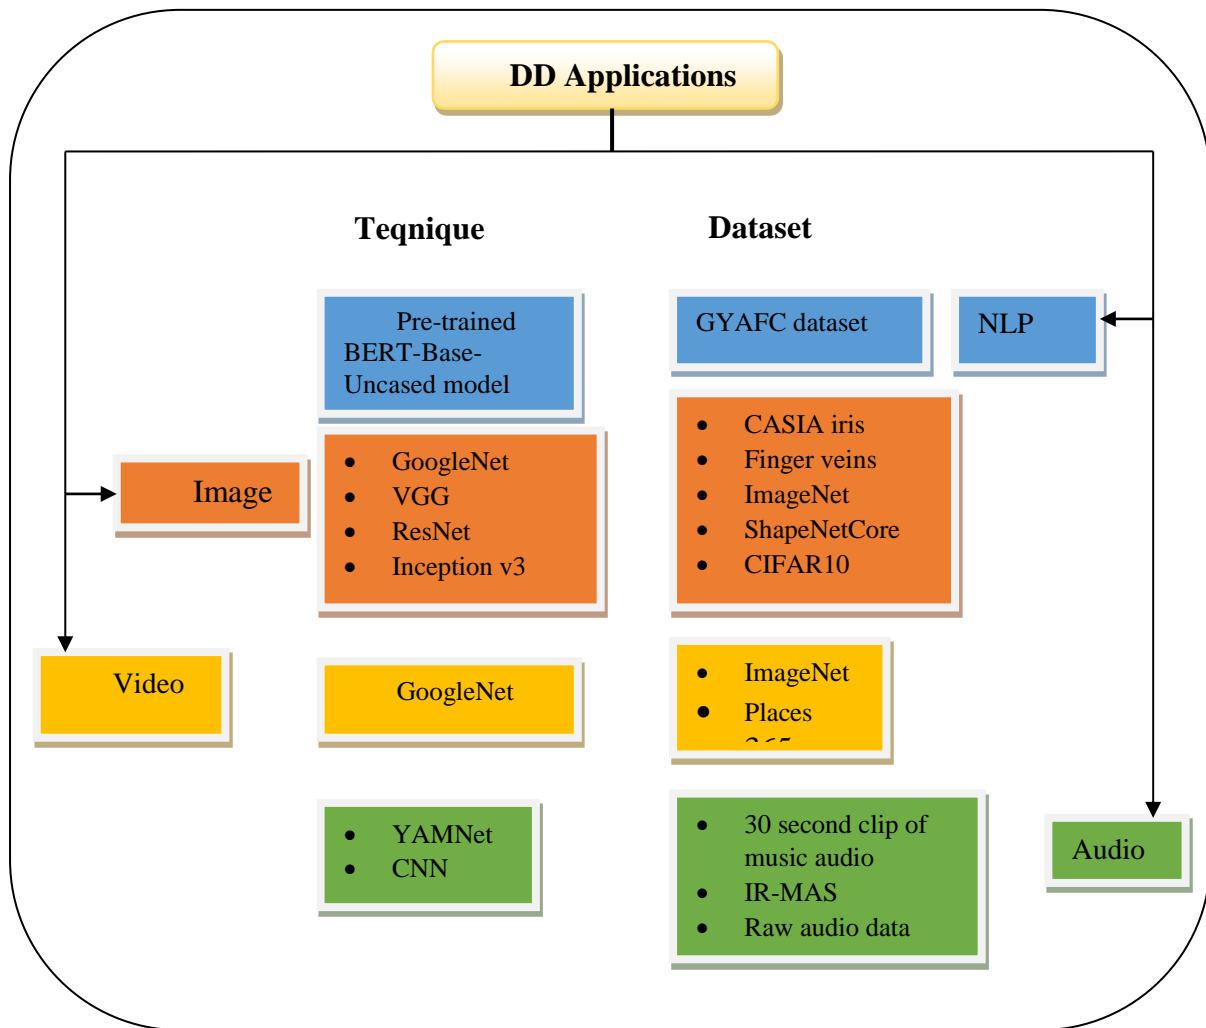 DD Applications
Teqnique
Dataset
Pre-trained
BERT-Base-
Uncased model
GYAFC dataset
NLP
Image
• GoogleNet
• VGG
• ResNet
• Inception v3
• CASIA iris
• Finger veins
• ImageNet
• ShapeNetCore
• CIFAR10
Video
GoogleNet
• ImageNet
• Places
• YAMNet
• CNN
• 30 second clip of
music audio
• IR-MAS
• Raw audio data
Audio